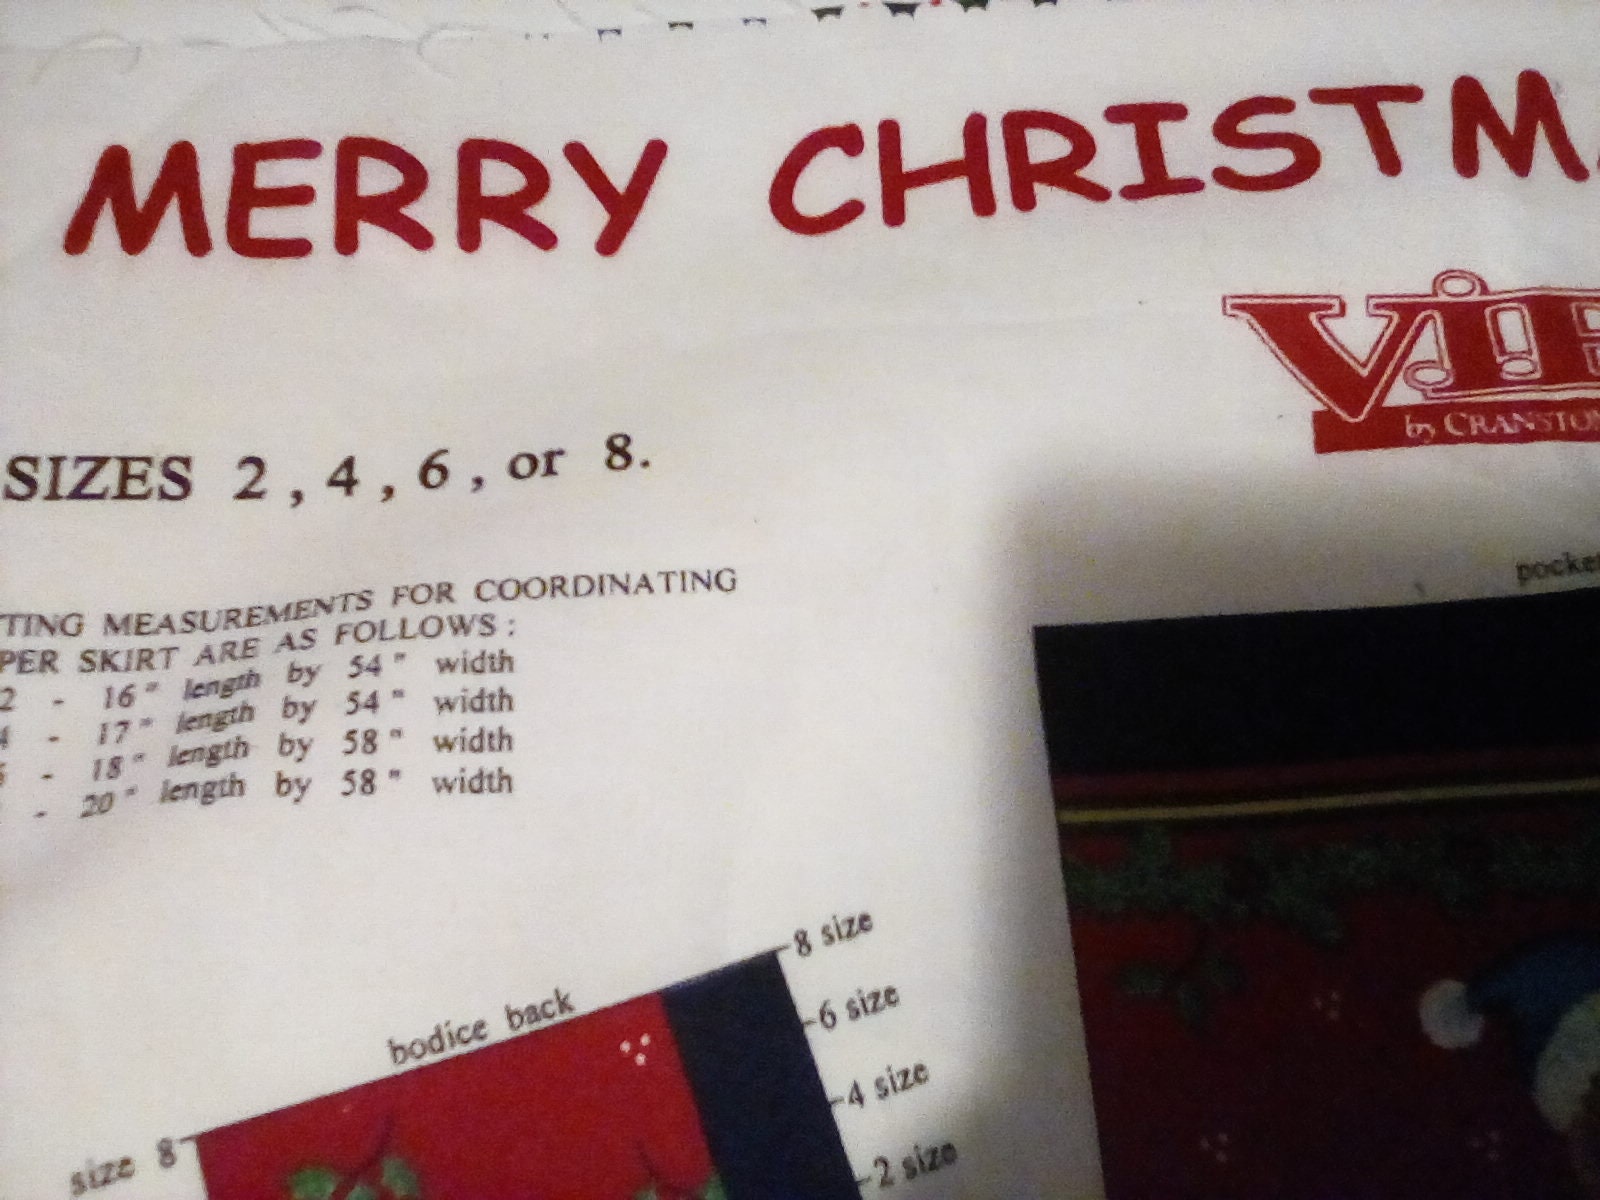 MERRY CHRISTM
VIP
by CRANSTON
SIZES 2, 4, 6, or 8.
TING MEASUREMENTS FOR COORDINATING
PER SKIRT ARE AS FOLLOWS:
2 - 16" length by 54" width
4 - 17" length by 54" width
- 18" length by 58" width
- 20" length by 58" width
pocke
bodice back
8 size
6 size
4 size
2 size
size 8